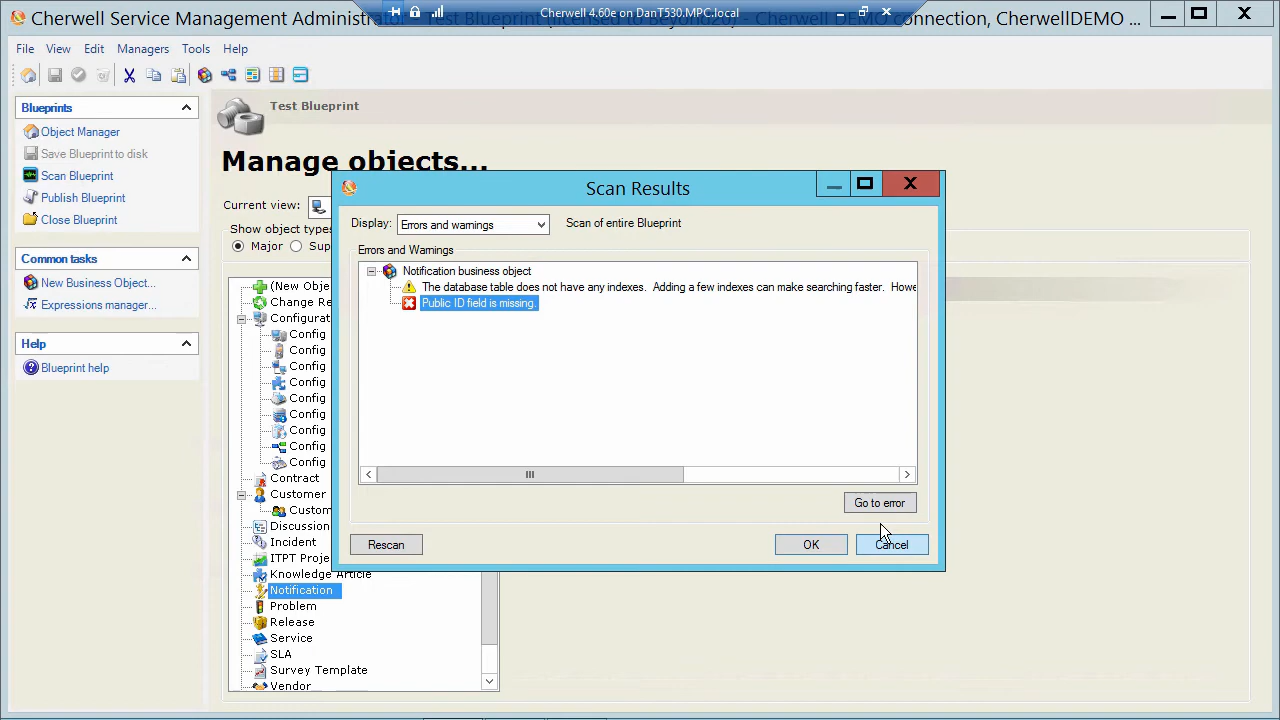 Cherwell Service Management Administrator
Test Blueprint (licensed to Beyond20) - Cherwell DEMO connection, CherwellDEMO ...
Cherwell 4.60e on DanT530.MPC.local
File View Edit Managers Tools Help
Blueprints
Object Manager
Save Blueprint to disk
Scan Blueprint
Publish Blueprint
Close Blueprint
Common tasks
New Business Object...
Expressions manager...
Help
Blueprint help
Test Blueprint
Manage objects...
Current view:
Show object types
Major Sup
(New Obje
Change Re
Configurat
Config
Config
Config
Config
Config
Config
Config
Config
Config
Contract
Customer
Custom
Discussion
Incident
ITPT Proje
Knowledge Article
Notification
Problem
Release
Service
SLA
Survey Template
Vendor
Scan Results
Display: Errors and warnings Scan of entire Blueprint
Errors and Warnings
Notification business object
The database table does not have any indexes. Adding a few indexes can make searching faster. Howe
Public ID field is missing.
Go to error
Rescan OK Cancel